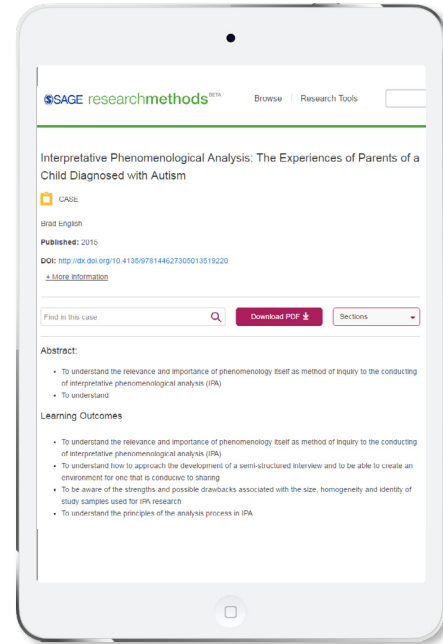 SAGE researchmethods BETA
Browse | Research Tools
Interpretative Phenomenological Analysis: The Experiences of Parents of a
Child Diagnosed with Autism
CASE
Brad English
Published: 2015
DOI: http://dx.doi.org/10.4135/978144627305013519220
+ More information
Find in this case
Download PDF
Sections
Abstract:
• To understand the relevance and importance of phenomenology itself as method of inquiry to the conducting
of interpretative phenomenological analysis (IPA)
• To understand
Learning Outcomes
• To understand the relevance and importance of phenomenology itself as method of inquiry to the conducting
of interpretative phenomenological analysis (IPA)
• To understand how to approach the development of a semi-structured interview and to be able to create an
environment for one that is conducive to sharing
• To be aware of the strengths and possible drawbacks associated with the size, homogeneity and identity of
study samples used for IPA research
• To understand the principles of the analysis process in IPA